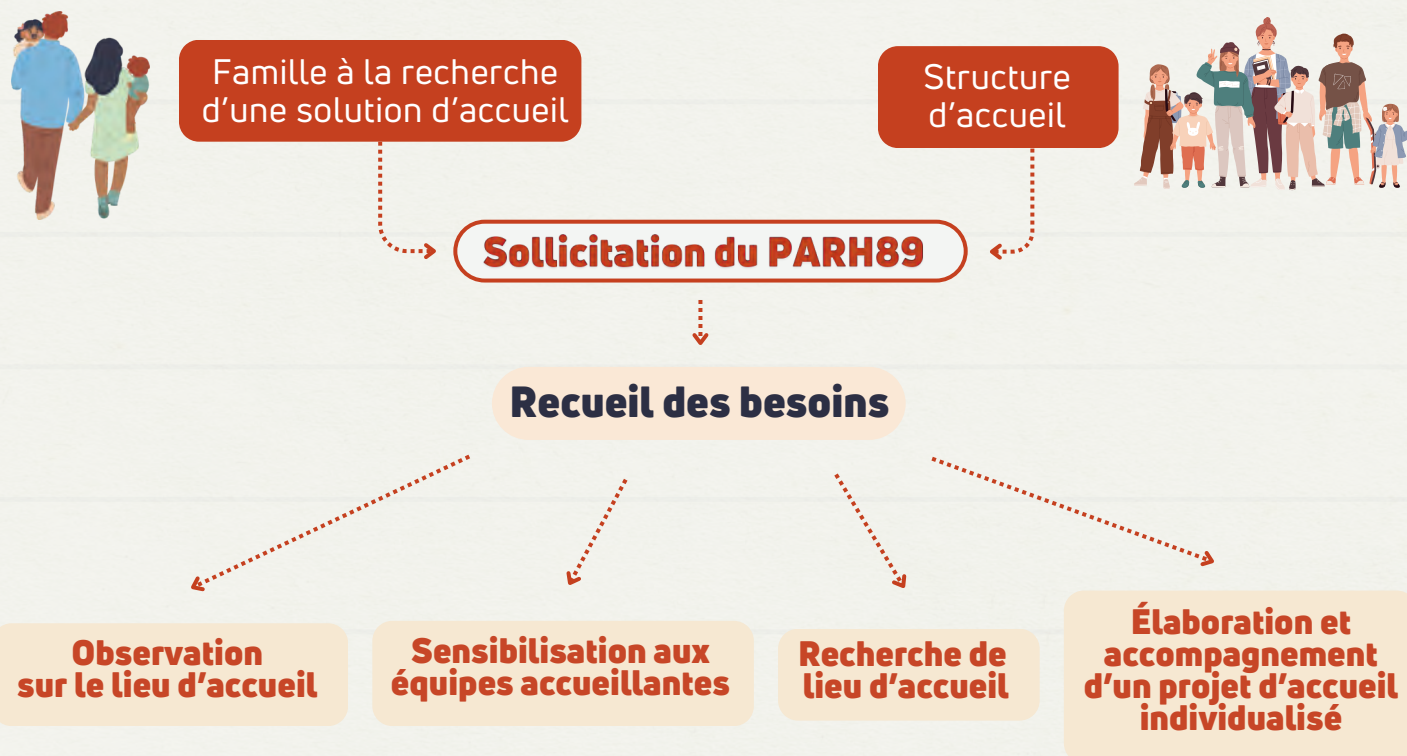 Famille à la recherche
d'une solution d'accueil
Structure
d'accueil
Sollicitation du PARH89
Recueil des besoins
Observation
sur le lieu d'accueil
Sensibilisation aux
équipes accueillantes
Recherche de
lieu d'accueil
Élaboration et
accompagnement
d'un projet d'accueil
individualisé